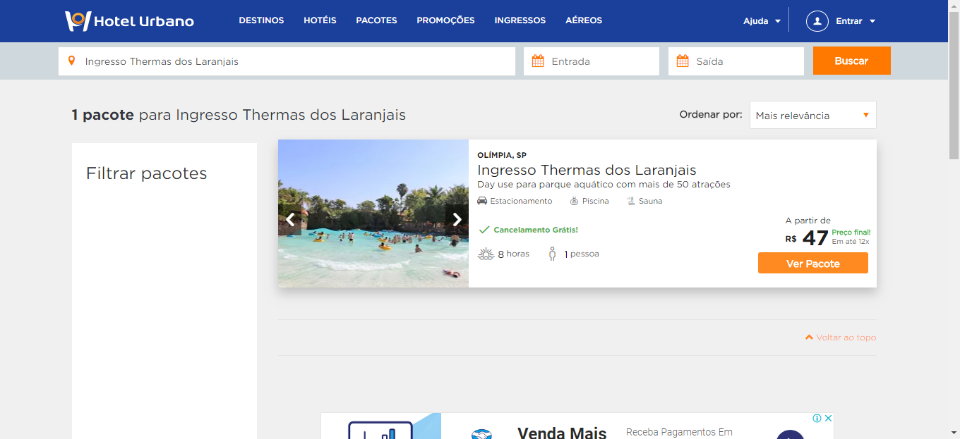 Hotel Urbano
DESTINOS HOTÉIS PACOTES PROMOÇÕES INGRESSOS AÉREOS
Ajuda Entrar
Ingresso Thermas dos Laranjais
Entrada Saída Buscar
1 pacote para Ingresso Thermas dos Laranjais
Ordenar por: Mais relevância
Filtrar pacotes
OLÍMPIA, SP
Ingresso Thermas dos Laranjais
Day use para parque aquático com mais de 50 atrações
Estacionamento Piscina Sauna
Cancelamento Grátis!
8 horas 1 pessoa
A partir de
R$ 47 Preço final!
Em até 12x
Ver Pacote
Voltar ao topo
Venda Mais
Receba Pagamentos Em